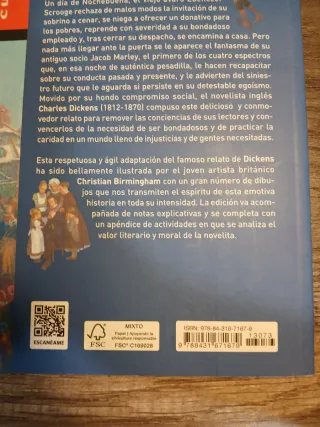 Un día de Nochebuena, el viejo avaro Ebenezer
Scrooge rechaza de malos modos la invitación de su
sobrino a cenar, se niega a ofrecer un donativo para
los pobres, reprende con severidad a su bondadoso
empleado y, tras cerrar su despacho, se encamina a casa. Pero
nada más llegar ante la puerta se le aparece el fantasma de su
antiguo socio Jacob Marley, el primero de los cuatro espectros
que, en esa noche de auténtica pesadilla, le hacen recapacitar
sobre su conducta pasada y presente, y le advierten del sinies-
tro futuro que le aguarda si persiste en su detestable egoísmo.
Movido por su hondo compromiso social, el novelista inglés
Charles Dickens (1812-1870) compuso este delicioso y conmo-
vedor relato para remover las conciencias de sus lectores y con-
vencerlos de la necesidad de ser bondadosos y de practicar la
caridad en un mundo lleno de injusticias y de gentes necesitadas.
Esta respetuosa y ágil adaptación del famoso relato de Dickens
ha sido bellamente ilustrada por el joven artista británico
Christian Birmingham con un gran número de dibu-
jos que nos transmiten el espíritu de esta emotiva
historia en toda su intensidad. La edición va acom-
pañada de notas explicativas y se completa con
un apéndice de actividades en que se analiza el
valor literario y moral de la novelita.
ESCANÉAME
FSC
MIXTO
Papel | Apoyando la
silvicultura responsable
FSC® C169028
ISBN: 978-84-316-7187-9
13073
9 788431 671879